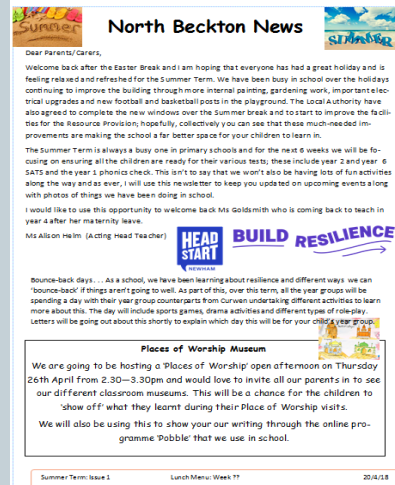 Summer
North Beckton News
SUMMER
Dear Parents/Carers,
Welcome back after the Easter Break and I am hoping that everyone has had a great holiday and is
feeling relaxed and refreshed for the Summer Term. We have been busy in school over the holidays
continuing to improve the building through more internal painting, gardening work, important elec-
trical upgrades and new football and basketball posts in the playground. The Local Authority have
also agreed to complete the new windows over the Summer break and to start to improve the facili-
ties for the Resource Provision; hopefully, collectively you can see that these much-needed im-
provements are making the school a far better space for your children to learn in.
The Summer Term is always a busy one in primary schools and for the next 6 weeks we will be fo-
cusing on ensuring all the children are ready for their various tests; these include year 2 and year 6
SATS and the year 1 phonics check. This isn't to say that we won't also be having lots of fun activities
along the way and as ever, I will use this newsletter to keep you updated on upcoming events along
with photos of things we have been doing in school.
I would like to use this opportunity to welcome back Ms Goldsmith who is coming back to teach in
year 4 after her maternity leave.
Ms Alison Helm (Acting Head Teacher)
HEAD
START
NEWHAM
BUILD RESILIENCE
Bounce-back days. . . As a school, we have been learning about resilience and different ways we can
'bounce-back' if things aren't going to well. As part of this, over this term, all the year groups will be
spending a day with their year group counterparts from Curwen undertaking different activities to learn
more about this. The day will include sports games, drama activities and different types of role-play.
Letters will be going out about this shortly to explain which day this will be for your child's year group.
Places of Worship Museum
We are going to be hosting a 'Places of Worship' open afternoon on Thursday
26th April from 2.30—3.30pm and would love to invite all our parents in to see
our different classroom museums. This will be a chance for the children to
'show off' what they learnt during their Place of Worship visits.
We will also be using this to show your our writing through the online pro-
gramme 'Pobble' that we use in school.
Summer Term: Issue 1 Lunch Menu: Week ?? 20/4/18